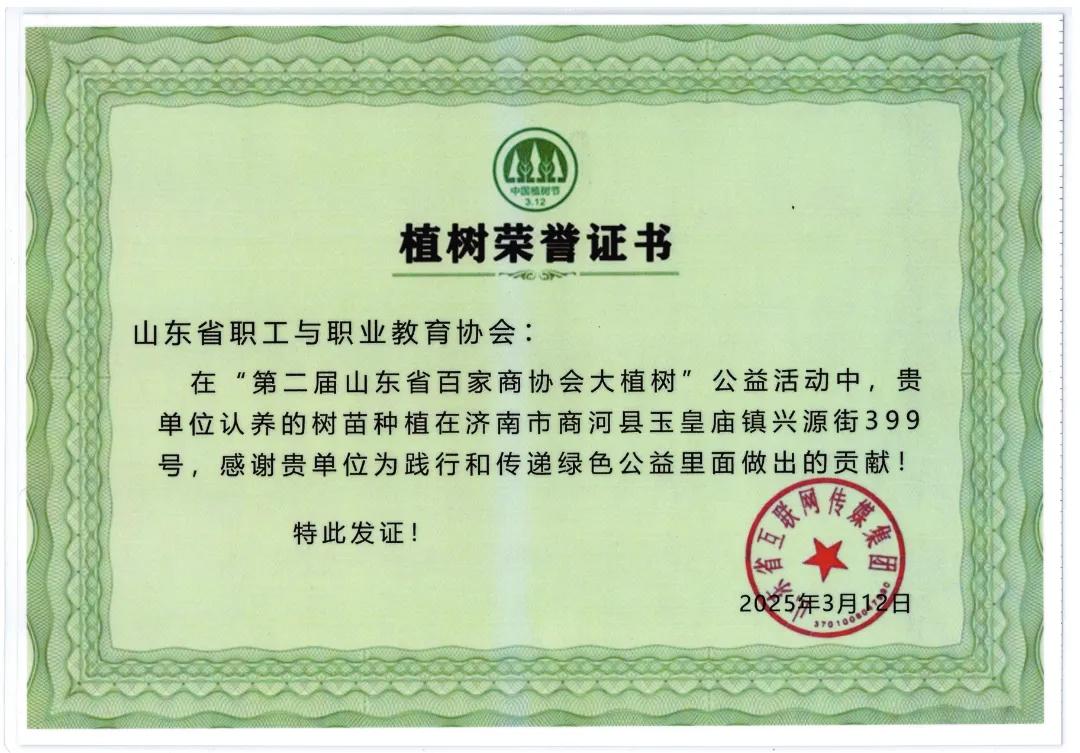 中国植树节
3.12
植树荣誉证书
山东省职工与职业教育协会：
在“第二届山东省百家商协会大植树”公益活动中，贵
单位认养的树苗种植在济南市商河县玉皇庙镇兴源街399
号，感谢贵单位为践行和传递绿色公益里面做出的贡献！
特此发证！
山东省互联网传媒集团
2025年3月12日